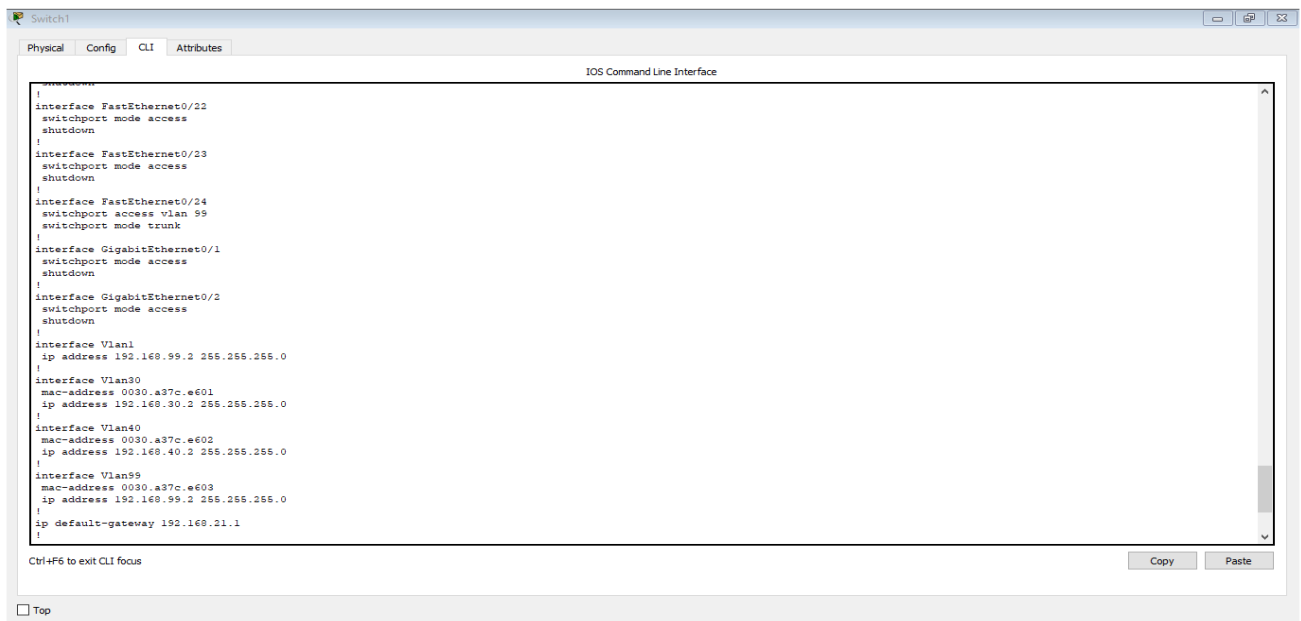 Switch1
Physical Config CLI Attributes
IOS Command Line Interface
shutdown
!
interface FastEthernet0/22
switchport mode access
shutdown
!
interface FastEthernet0/23
switchport mode access
shutdown
!
interface FastEthernet0/24
switchport access vlan 99
switchport mode trunk
!
interface GigabitEthernet0/1
switchport mode access
shutdown
!
interface GigabitEthernet0/2
switchport mode access
shutdown
!
interface Vlan1
ip address 192.168.99.2 255.255.255.0
!
interface Vlan30
mac-address 0030.a37c.e601
ip address 192.168.30.2 255.255.255.0
!
interface Vlan40
mac-address 0030.a37c.e602
ip address 192.168.40.2 255.255.255.0
!
interface Vlan99
mac-address 0030.a37c.e603
ip address 192.168.99.2 255.255.255.0
!
ip default-gateway 192.168.21.1
!
Ctrl+F6 to exit CLI focus
Copy Paste
Top